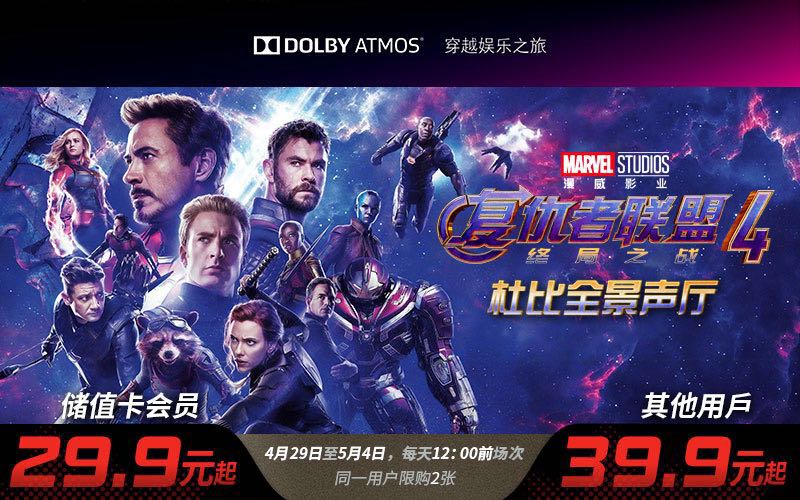 DOLBY ATMOS® 穿越娱乐之旅
MARVEL STUDIOS
漫威影业
复仇者联盟4
终局之战
杜比全景声厅
储值卡会员
29.9元起
4月29日至5月4日，每天12：00前场次
同一用户限购2张
其他用戶
39.9元起